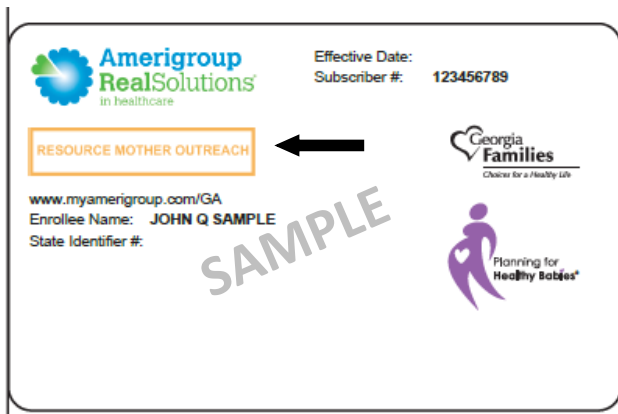 Amerigroup
RealSolutions®
in healthcare
Effective Date:
Subscriber #: 123456789
RESOURCE MOTHER OUTREACH
Georgia
Families
Choices for a Healthy Life
www.myamerigroup.com/GA
Enrollee Name: JOHN Q SAMPLE
State Identifier #:
SAMPLE
Planning for
Healthy Babies®